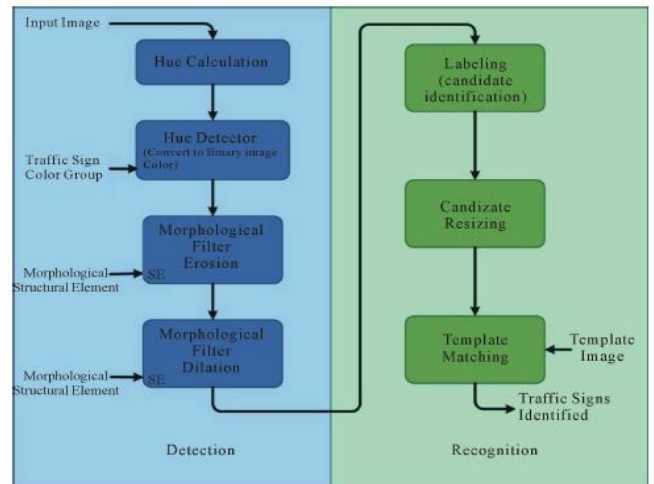 Input Image
Hue Calculation
Hue Detector
(Convert to Binary image
Color)
Traffic Sign
Color Group
Morphological
Filter
Erosion
SE
Morphological
Structural Element
Morphological
Filter
Dilation
SE
Morphological
Structural Element
Detection
Labeling
(candidate
identification)
Candizate
Resizing
Template
Matching
Template
Image
Traffic Signs
Identified
Recognition